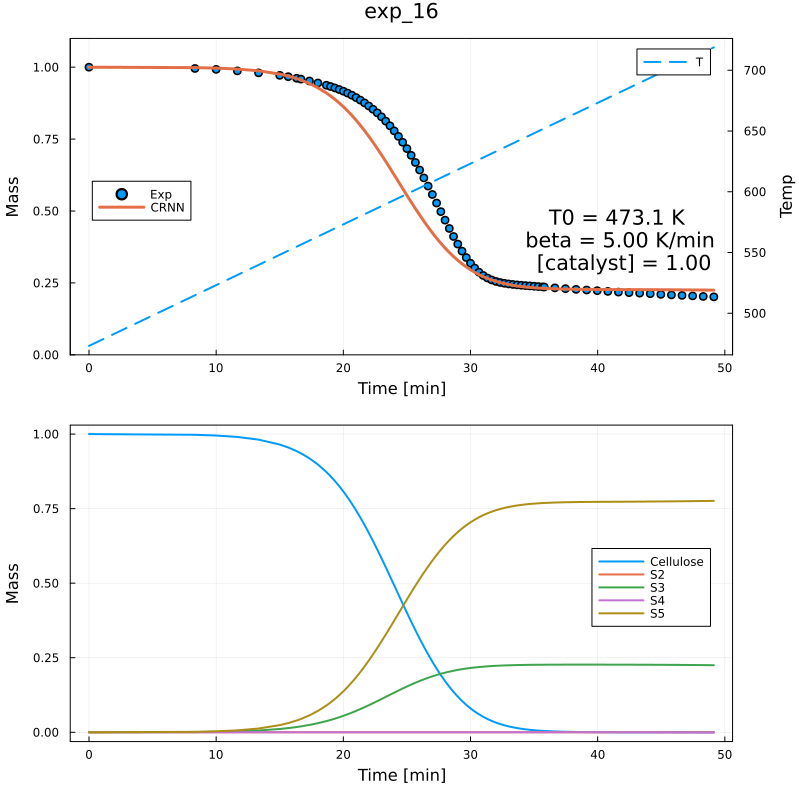 exp_16
Mass
1.00
0.75
0.50
0.25
0.00
Exp
CRNN
T
700
650
600
550
500
Temp
T0 = 473.1 K
beta = 5.00 K/min
[catalyst] = 1.00
0 10 20 30 40 50
Time [min]
Mass
1.00
0.75
0.50
0.25
0.00
Cellulose
S2
S3
S4
S5
0 10 20 30 40 50
Time [min]